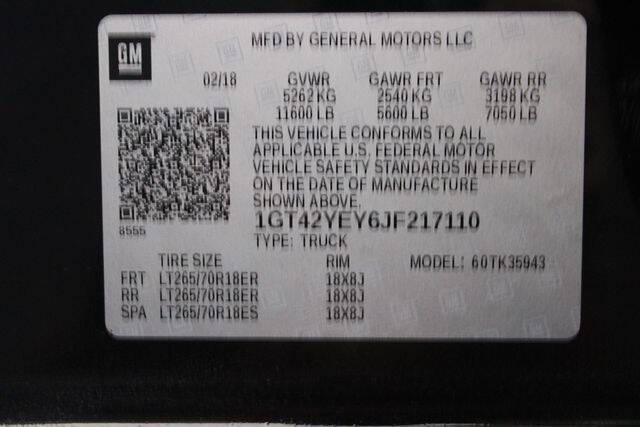 GM MFD BY GENERAL MOTORS LLC
02/18 GVWR GAWR FRT GAWR RR
5262 KG 2540 KG 3198 KG
11600 LB 5600 LB 7050 LB
THIS VEHICLE CONFORMS TO ALL
APPLICABLE U.S. FEDERAL MOTOR
VEHICLE SAFETY STANDARDS IN EFFECT
ON THE DATE OF MANUFACTURE
SHOWN ABOVE.
1GT42YEY6JF217110
8555 TYPE: TRUCK
TIRE SIZE RIM MODEL: 60TK35943
FRT LT265/70R18ER 18X8J
RR LT265/70R18ER 18X8J
SPA LT265/70R18ES 18X8J